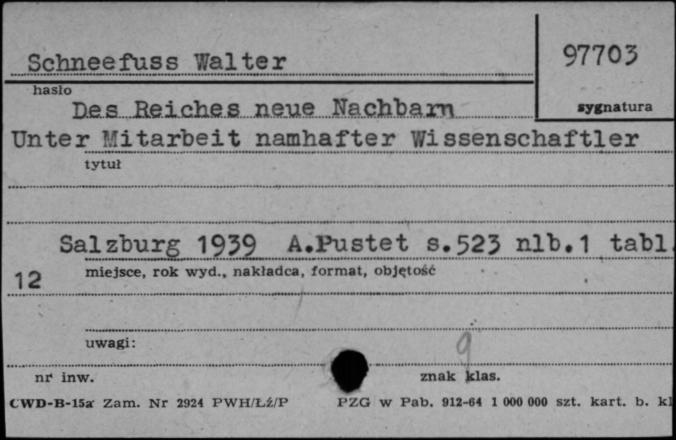 Schneefuss Walter
97703
hasło
sygnatura
Des Reiches neue Nachbarn
Unter Mitarbeit namhafter Wissenschaftler
tytuł
Salzburg 1939 A.Pustet s.523 nlb.1 tabl.
12
miejsce, rok wyd., nakładca, format, objętość
uwagi:
9
nr inw.
znak klas.
CWD-B-15a Zam. Nr 2924 PWH/Łź/P PZG w Pab. 912-64 1 000 000 szt. kart. b. kl